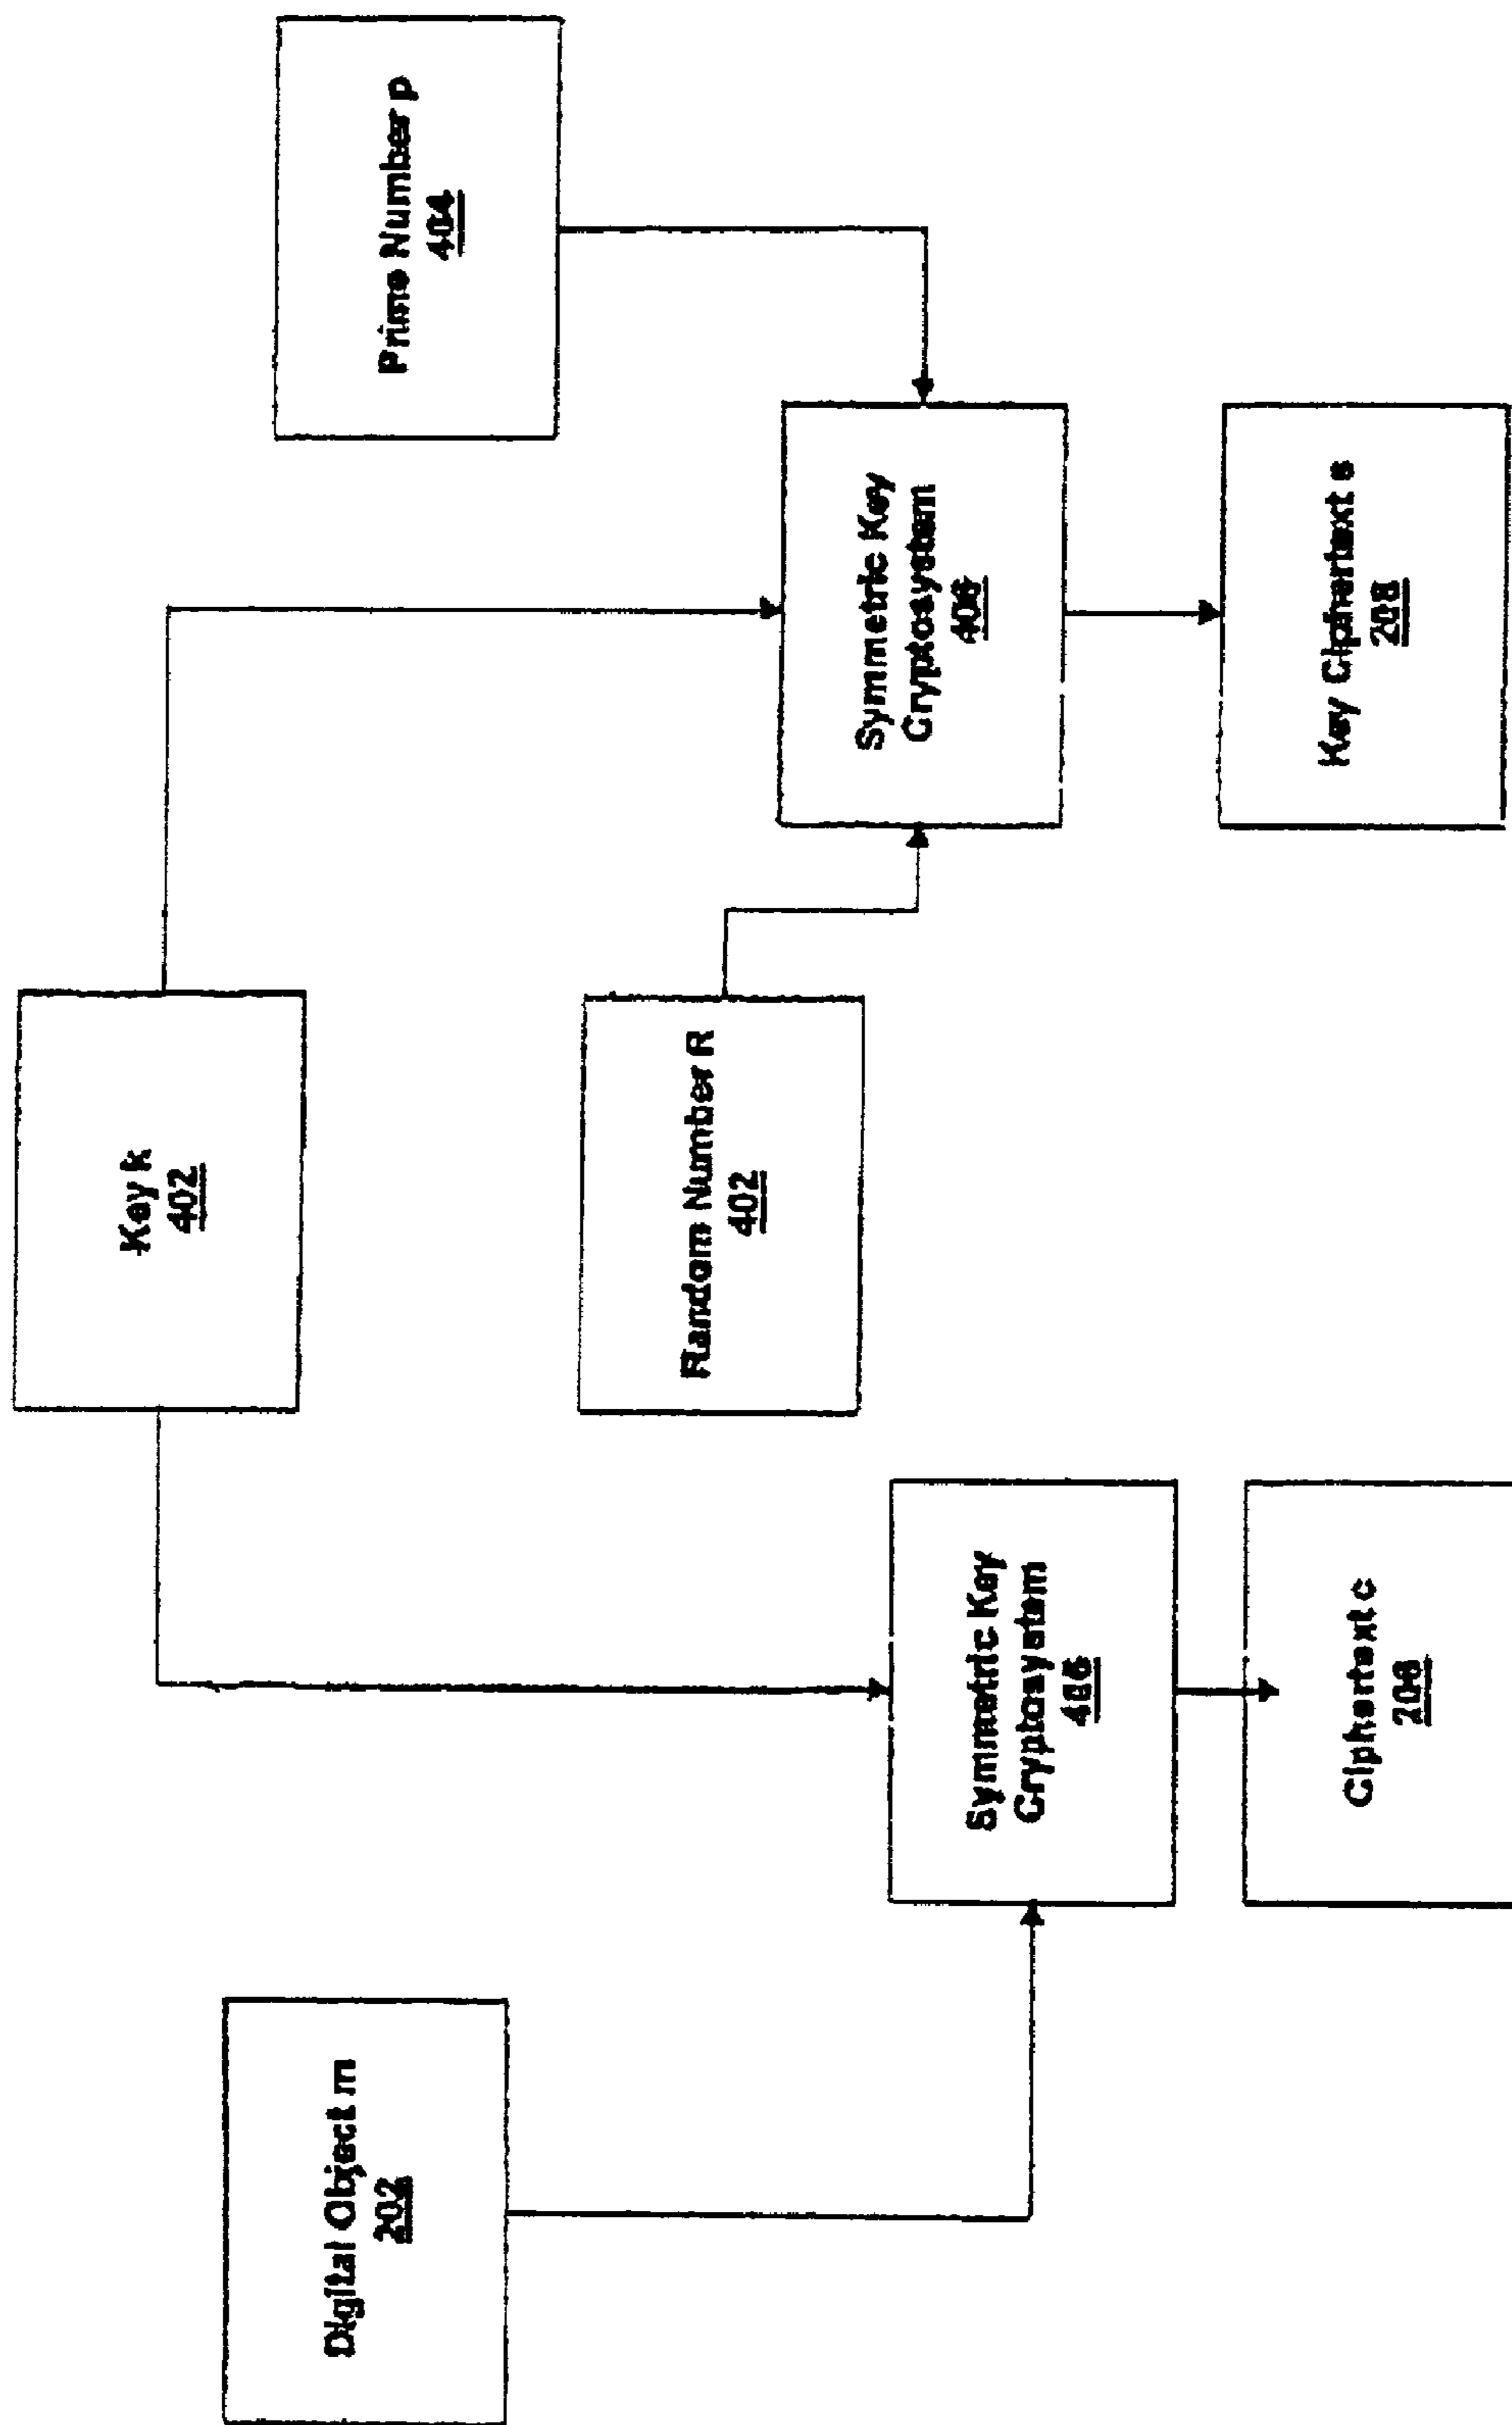 Key k
402
Prime Number p
404
Digital Object m
202
Random Number R
402
Symmetric Key
Cryptosystem
406
Symmetric Key
Cryptosystem
Key Ciphertext s
208
Ciphertext c
206